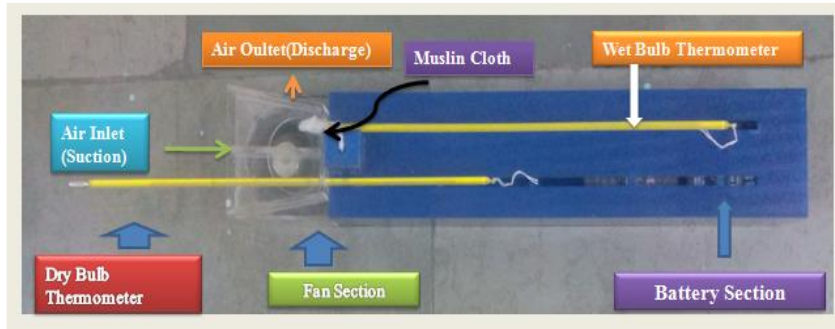 Air Oultet(Discharge)
Muslin Cloth
Wet Bulb Thermometer
Air Inlet
(Suction)
Dry Bulb
Thermometer
Fan Section
Battery Section